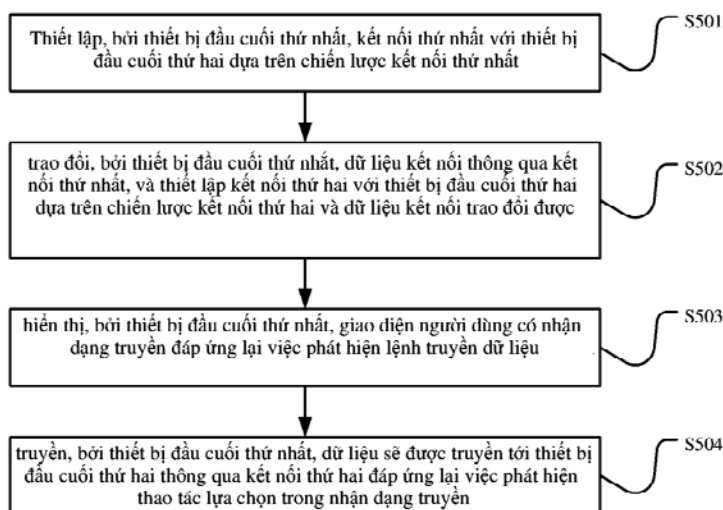 Thiết lập, bởi thiết bị đầu cuối thứ nhất, kết nối thứ nhất với thiết bị
đầu cuối thứ hai dựa trên chiến lược kết nối thứ nhất
S501
trao đổi, bởi thiết bị đầu cuối thứ nhất, dữ liệu kết nối thông qua kết
nối thứ nhất, và thiết lập kết nối thứ hai với thiết bị đầu cuối thứ hai
dựa trên chiến lược kết nối thứ hai và dữ liệu kết nối trao đổi được
S502
hiển thị, bởi thiết bị đầu cuối thứ nhất, giao diện người dùng có nhận
dạng truyền đáp ứng lại việc phát hiện lệnh truyền dữ liệu
S503
truyền, bởi thiết bị đầu cuối thứ nhất, dữ liệu sẽ được truyền tới thiết bị
đầu cuối thứ hai thông qua kết nối thứ hai đáp ứng lại việc phát hiện
thao tác lựa chọn trong nhận dạng truyền
S504